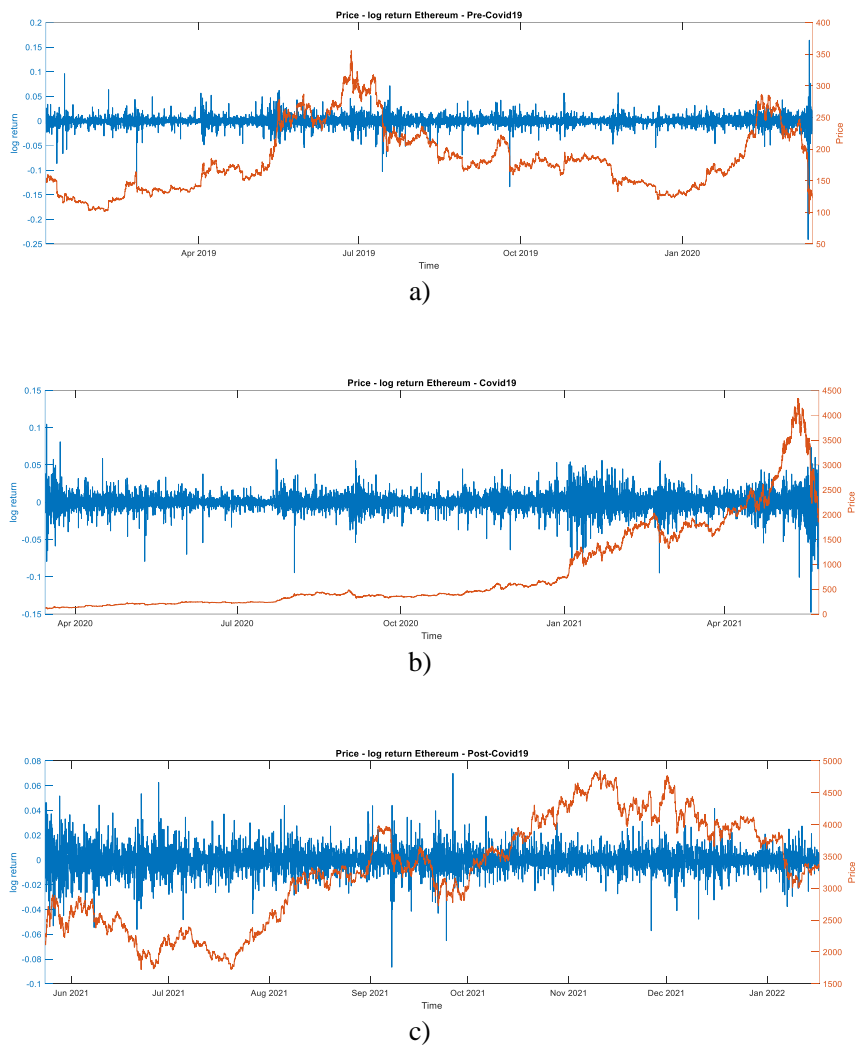 Price - log return Ethereum - Pre-Covid19
0.2
0.15
0.1
0.05
0
-0.05
-0.1
-0.15
-0.2
-0.25
log return
400
350
300
250
200
150
100
50
Price
Apr 2019 Jul 2019 Oct 2019 Jan 2020
Time
a)
Price - log return Ethereum - Covid19
0.15
0.1
0.05
0
-0.05
-0.1
-0.15
log return
4500
4000
3500
3000
2500
2000
1500
1000
500
0
Price
Apr 2020 Jul 2020 Oct 2020 Jan 2021 Apr 2021
Time
b)
Price - log return Ethereum - Post-Covid19
0.08
0.06
0.04
0.02
0
-0.02
-0.04
-0.06
-0.08
-0.1
log return
5000
4500
4000
3500
3000
2500
2000
1500
Price
Jun 2021 Jul 2021 Aug 2021 Sep 2021 Oct 2021 Nov 2021 Dec 2021 Jan 2022
Time
c)